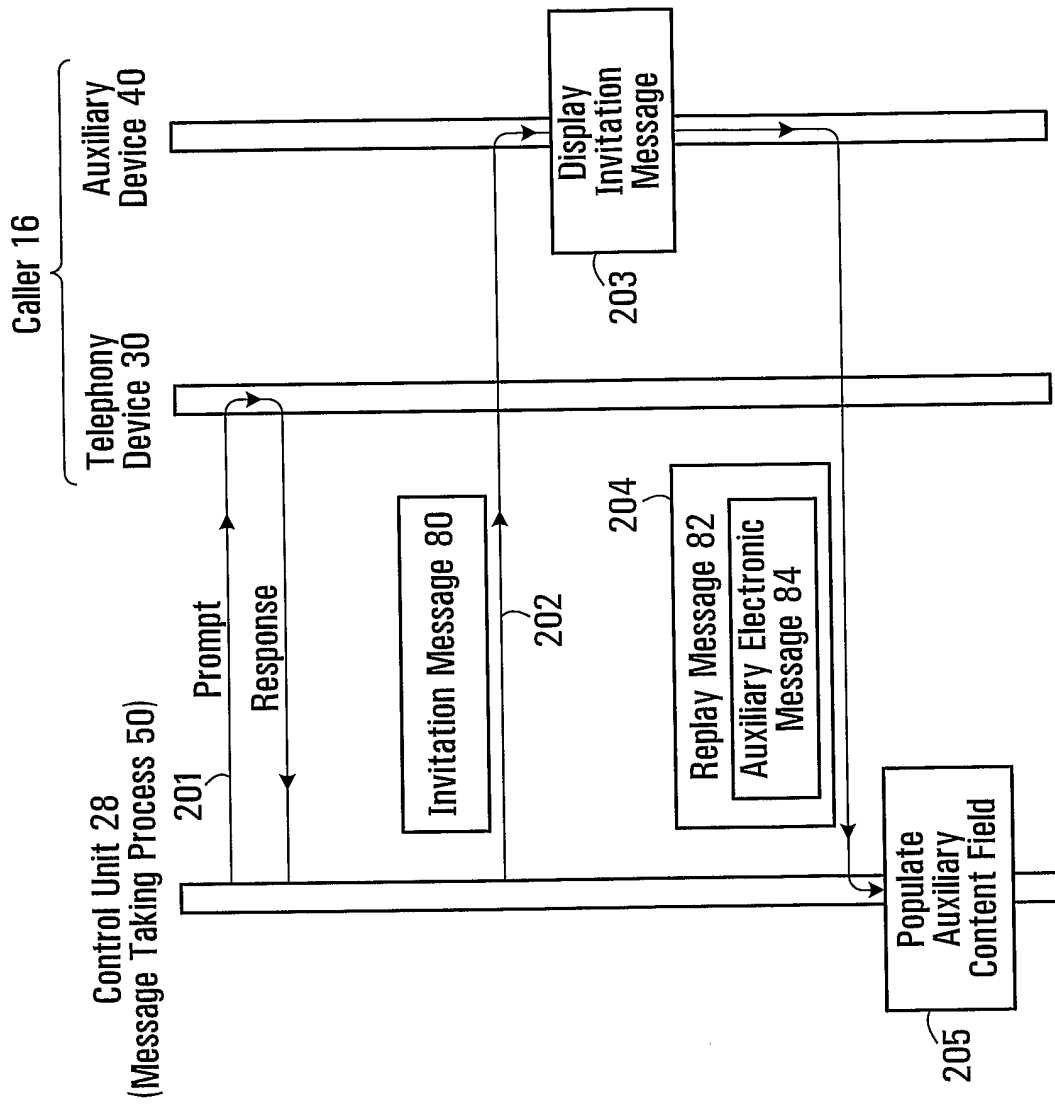 Caller 16
Control Unit 28
(Message Taking Process 50)
Telephony
Device 30
Auxiliary
Device 40
201
Prompt
Response
Invitation Message 80
202
Display
Invitation
Message
203
204
Replay Message 82
Auxiliary Electronic
Message 84
Populate
Auxiliary
Content Field
205